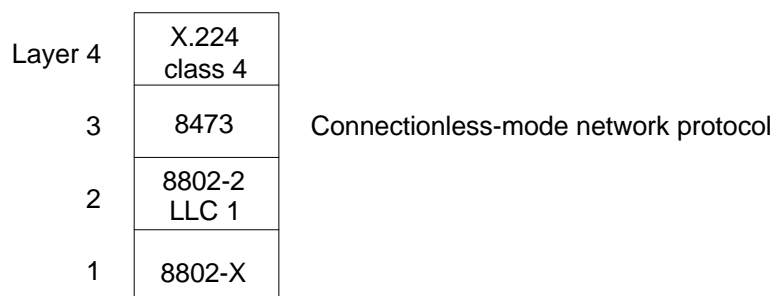 Layer 4
X.224
class 4
3
8473
Connectionless-mode network protocol
2
8802-2
LLC 1
1
8802-X